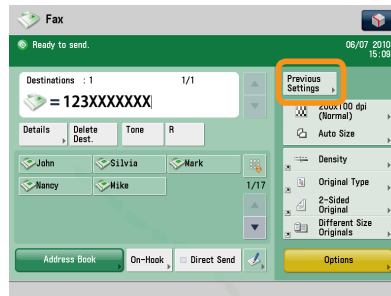 Fax
Ready to send.
06/07 2010
15:09
Destinations : 1
1/1
=123XXXXXXX
Details
Delete
Dest.
Tone
R
Previous
Settings
200x100 dpi
(Normal)
Auto Size
John
Silvia
Mark
Nancy
Mike
1/17
Density
Original Type
2-Sided
Original
Different Size
Originals
Address Book
On-Hook
Direct Send
Options